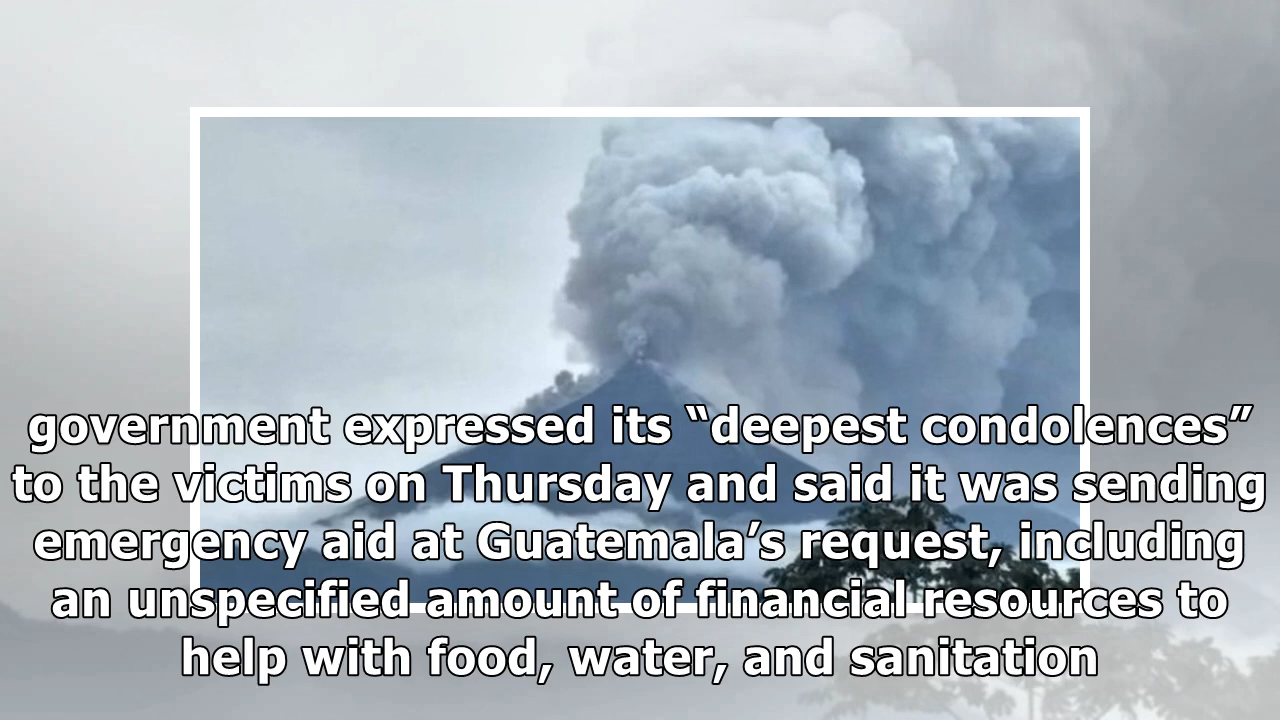 government expressed its “deepest condolences”
to the victims on Thursday and said it was sending
emergency aid at Guatemala’s request, including
an unspecified amount of financial resources to
help with food, water, and sanitation